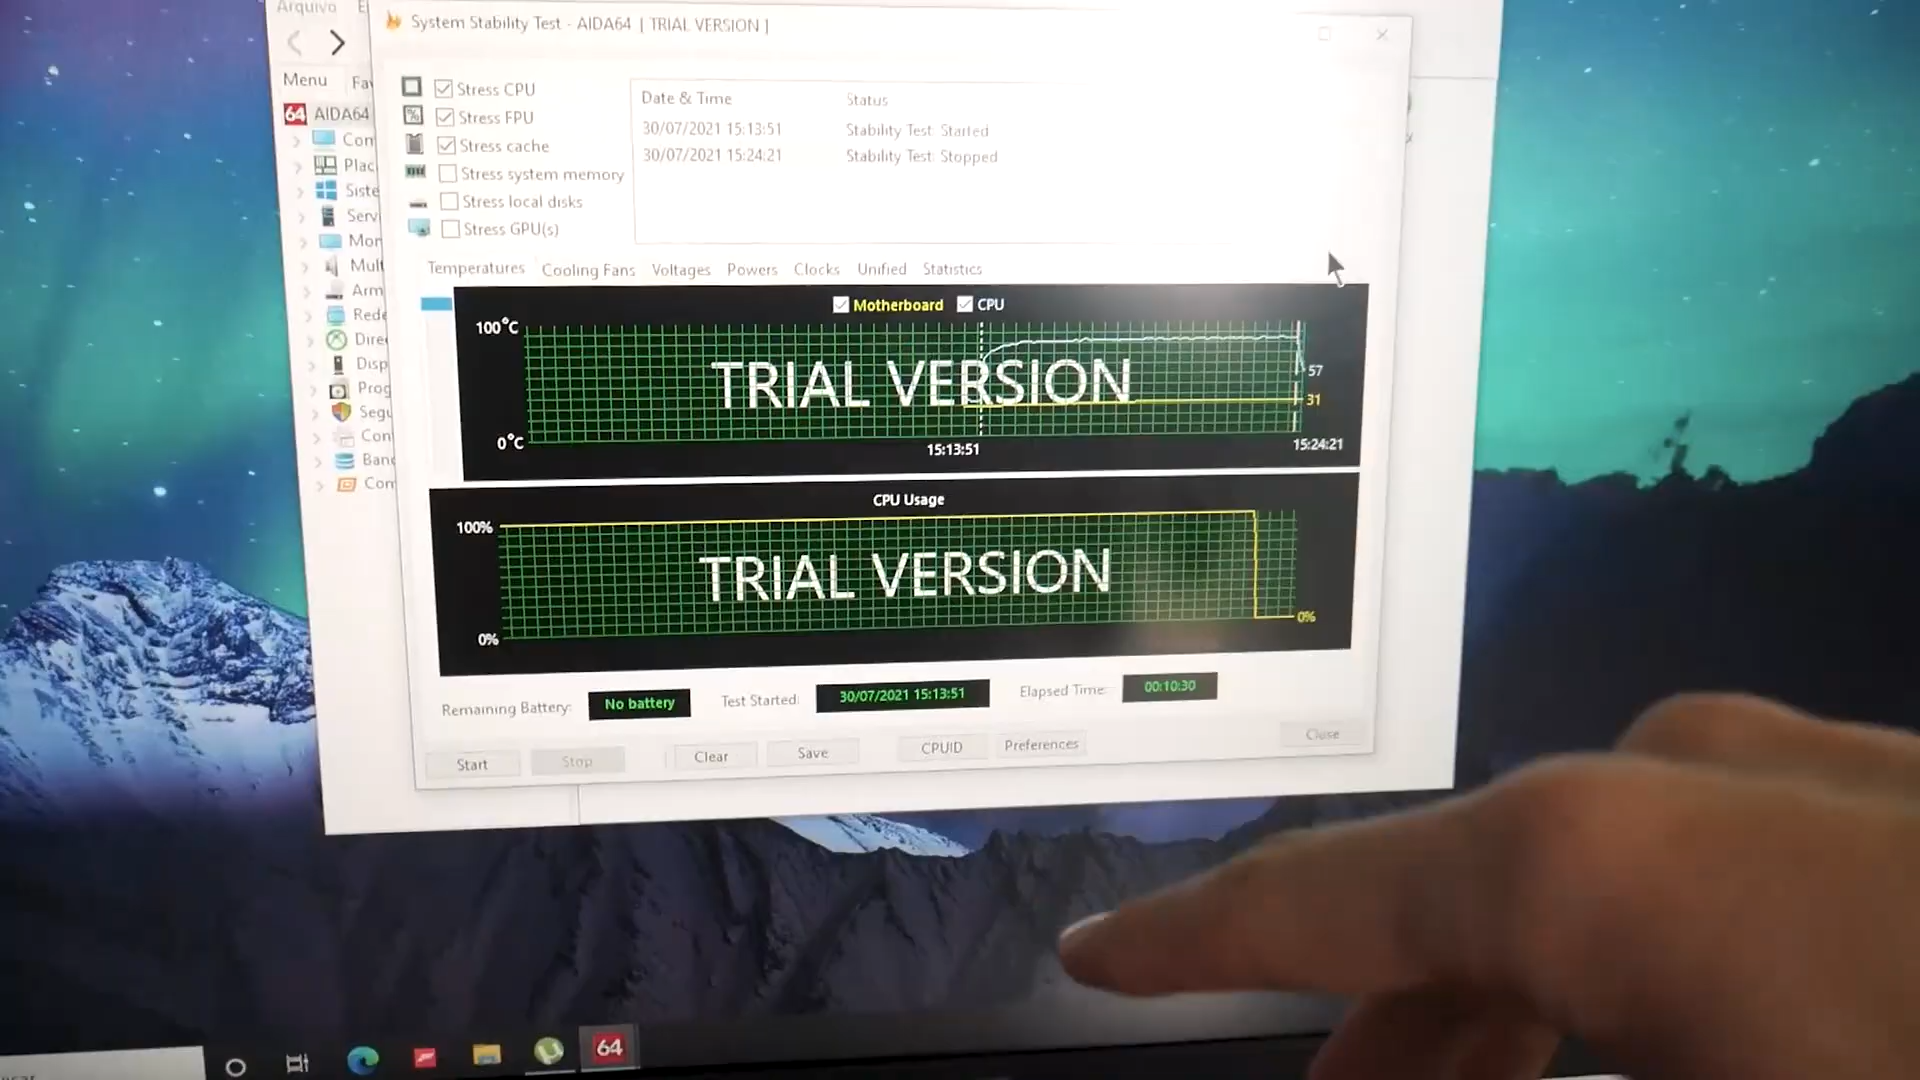 Arquivo
System Stability Test - AIDA64 [ TRIAL VERSION ]
Menu
AIDA64
Stress CPU
Stress FPU
Stress cache
Stress system memory
Stress local disks
Stress GPU(s)
Date & Time Status
30/07/2021 15:13:51 Stability Test: Started
30/07/2021 15:24:21 Stability Test: Stopped
Temperatures Cooling Fans Voltages Powers Clocks Unified Statistics
Motherboard CPU
100°C
TRIAL VERSION
57
31
0°C
15:13:51 15:24:21
CPU Usage
100%
TRIAL VERSION
0% 0%
Remaining Battery: No battery Test Started: 30/07/2021 15:13:51 Elapsed Time: 00:10:30
Start Stop Clear Save CPUID Preferences Close
64